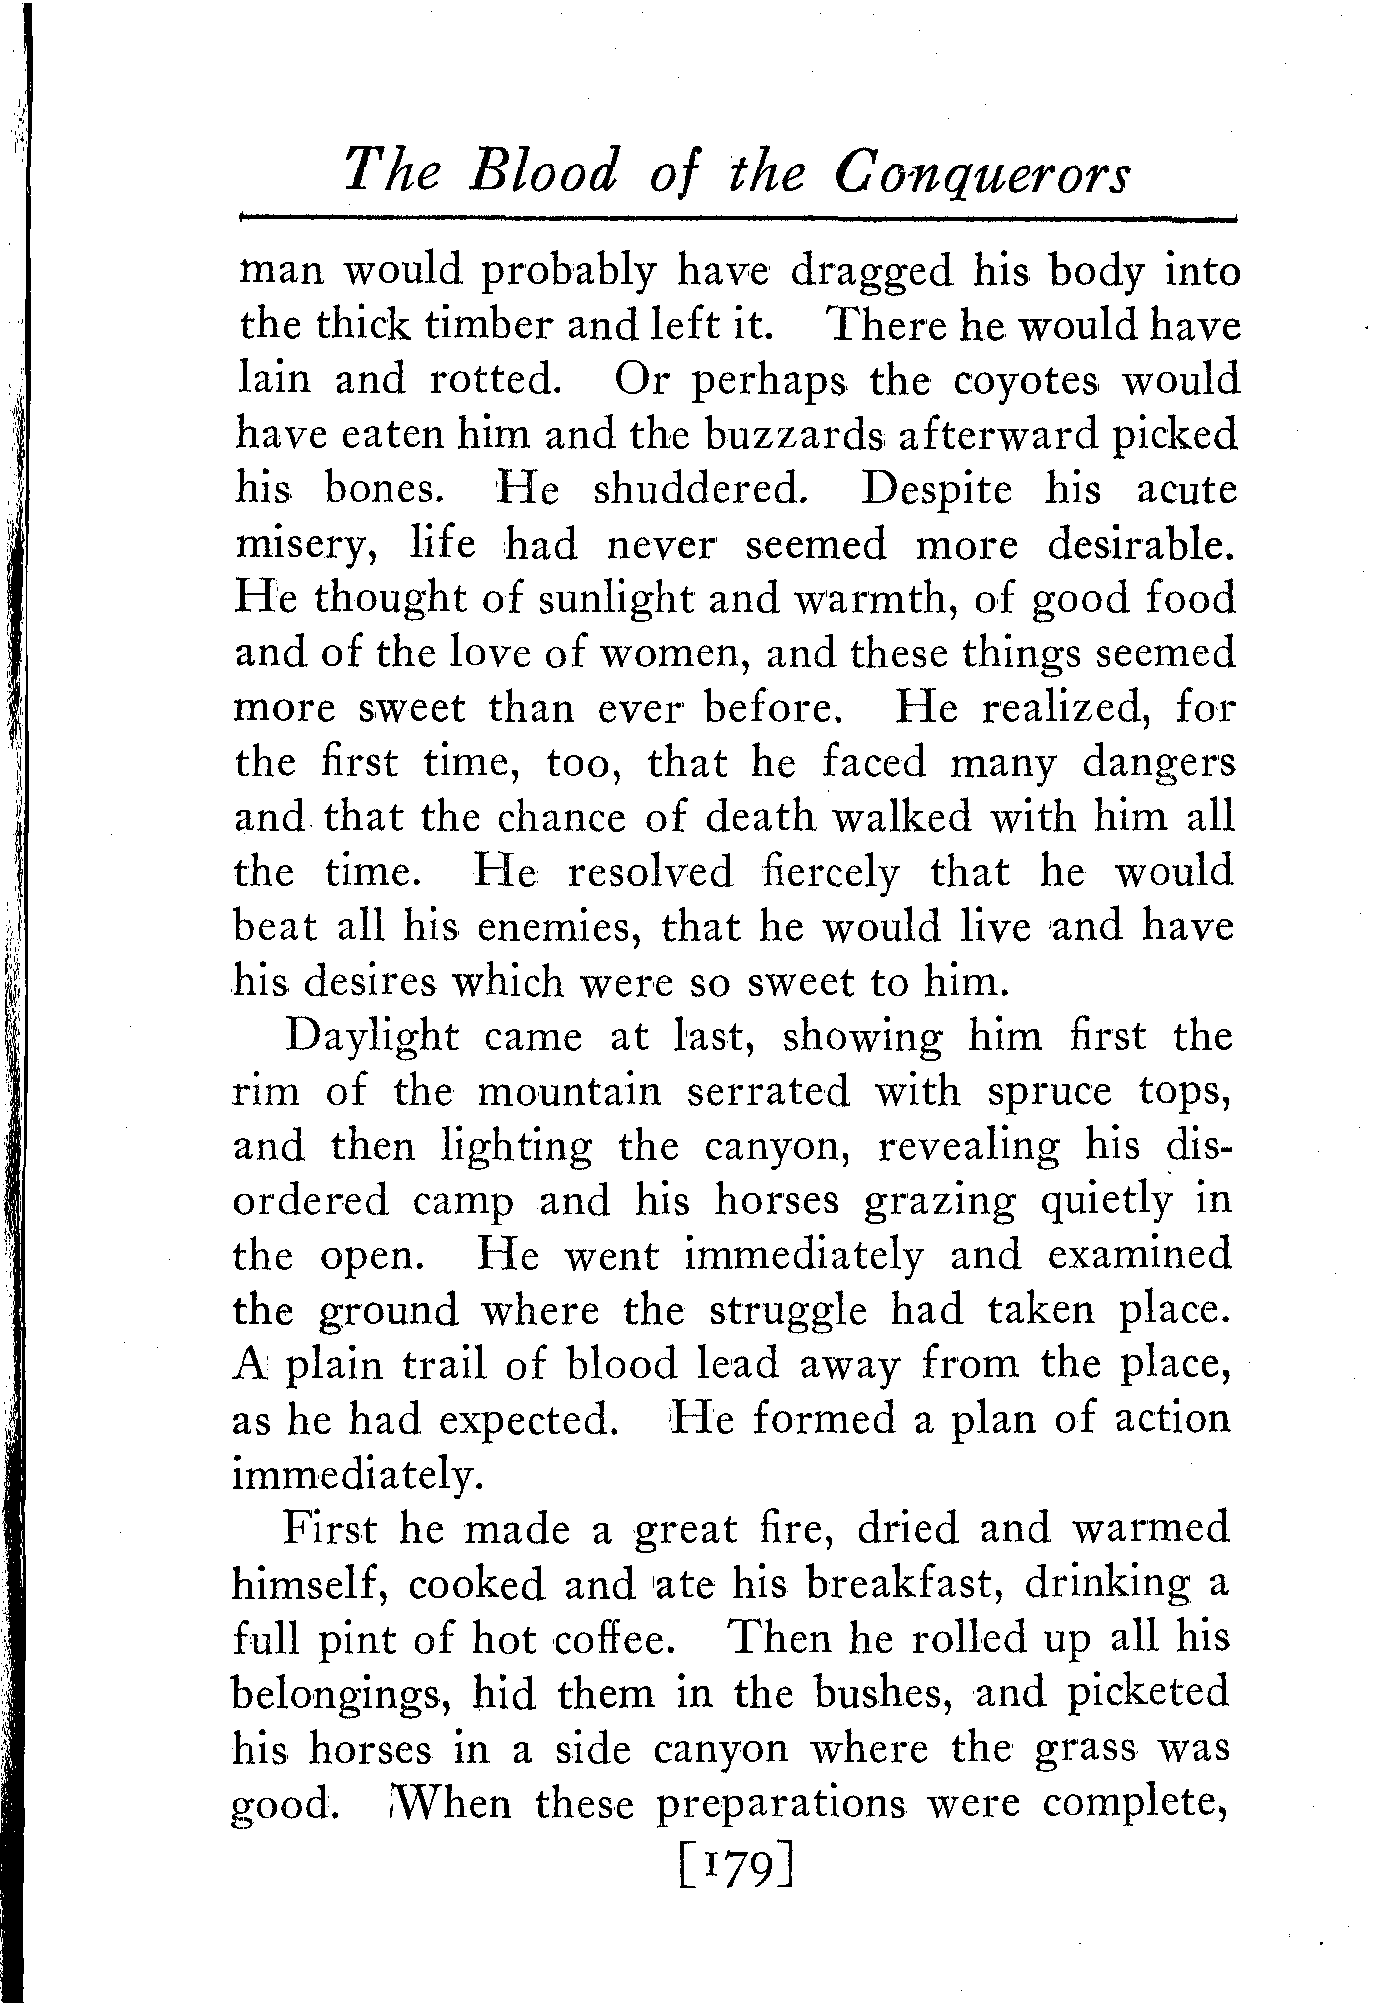 The Blood of the Conquerors
man would probably have dragged his body into
the thick timber and left it. There he would have
lain and rotted. Or perhaps the coyotes would
have eaten him and the buzzards afterward picked
his bones. He shuddered. Despite his acute
misery, life had never seemed more desirable.
He thought of sunlight and warmth, of good food
and of the love of women, and these things seemed
more sweet than ever before. He realized, for
the first time, too, that he faced many dangers
and that the chance of death walked with him all
the time. He resolved fiercely that he would
beat all his enemies, that he would live and have
his desires which were so sweet to him.
Daylight came at last, showing him first the
rim of the mountain serrated with spruce tops,
and then lighting the canyon, revealing his dis-
ordered camp and his horses grazing quietly in
the open. He went immediately and examined
the ground where the struggle had taken place.
A plain trail of blood lead away from the place,
as he had expected. He formed a plan of action
immediately.
First he made a great fire, dried and warmed
himself, cooked and ate his breakfast, drinking a
full pint of hot coffee. Then he rolled up all his
belongings, hid them in the bushes, and picketed
his horses in a side canyon where the grass was
good. When these preparations were complete,
[179]